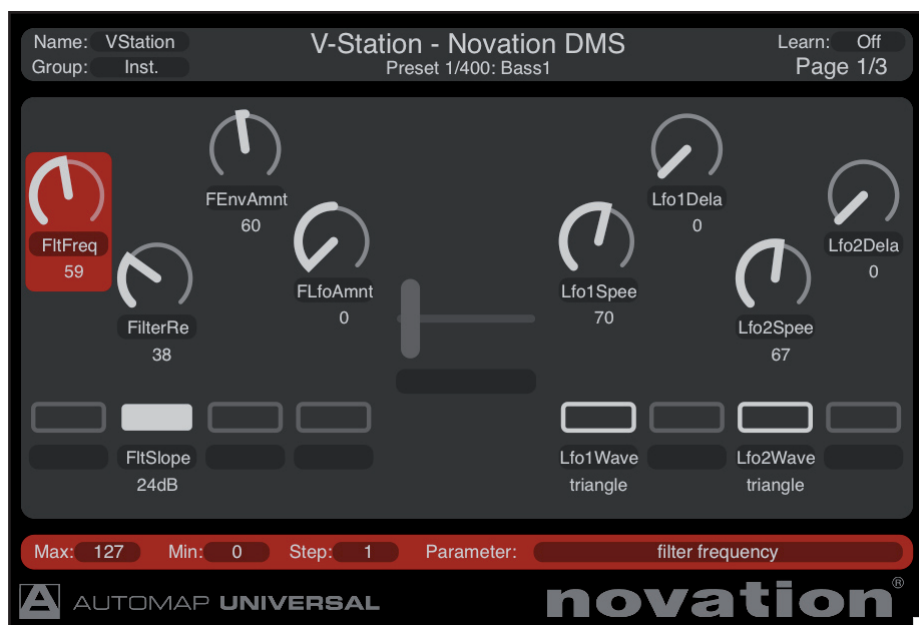 Name: VStation
V-Station - Novation DMS
Learn: Off
Group: Inst.
Preset 1/400: Bass1
Page 1/3
FltFreq
59
FilterRe
38
FEnvAmnt
60
FLfoAmnt
0
Lfo1Spee
70
Lfo1Dela
0
Lfo2Spee
67
Lfo2Dela
0
FltSlope
24dB
Lfo1Wave
triangle
Lfo2Wave
triangle
Max: 127 Min: 0 Step: 1 Parameter: filter frequency
A AUTOMAP UNIVERSAL
novation®